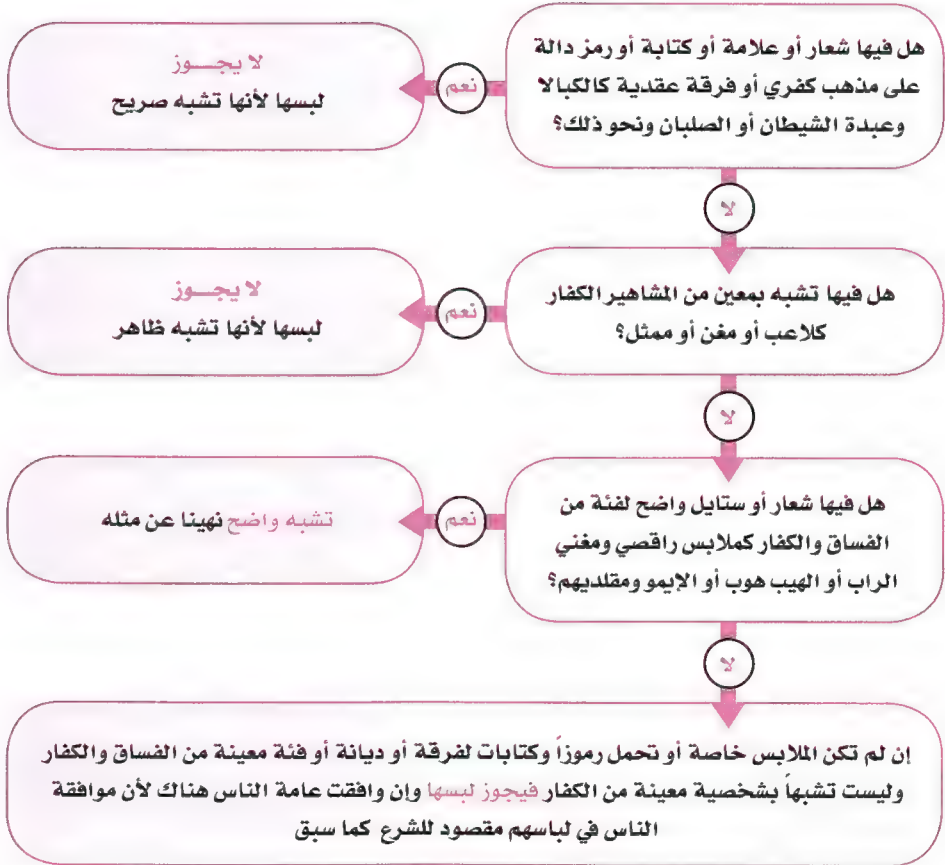 هل فيها شعار أو علامة أو كتابة أو رمز دالة
على مذهب كفري أو فرقة عقدية كالكبالا
وعبدة الشيطان أو الصلبان ونحو ذلك؟
نعم
لا يجـــوز
لبسها لأنها تشبه صريح
لا
هل فيها تشبه بمعين من المشاهير الكفار
كلاعب أو مغن أو ممثل؟
نعم
لا يجـــوز
لبسها لأنها تشبه ظاهر
لا
هل فيها شعار أو ستايل واضح لفئة من
الفساق والكفار كملابس راقصي ومغني
الراب أو الهيب هوب أو الإيمو ومقلديهم؟
نعم
تشبه واضح نهينا عن مثله
لا
إن لم تكن الملابس خاصة أو تحمل رموزاً وكتابات لفرقة أو ديانة أو فئة معينة من الفساق والكفار
وليست تشبهاً بشخصية معينة من الكفار فيجوز لبسها وإن وافقت عامة الناس هناك لأن موافقة
الناس في لباسهم مقصود للشرع كما سبق